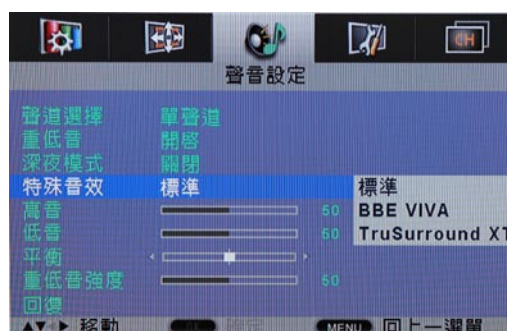 CH
聲音設定
聲道選擇 單聲道
重低音 開啓
深夜模式 關閉
特殊音效 標準 標準
高音 50 BBE VIVA
低音 50 TruSurround XT
平衡
重低音強度 50
回復
▲▼ ▶ 移動 確定 MENU 回上一選單